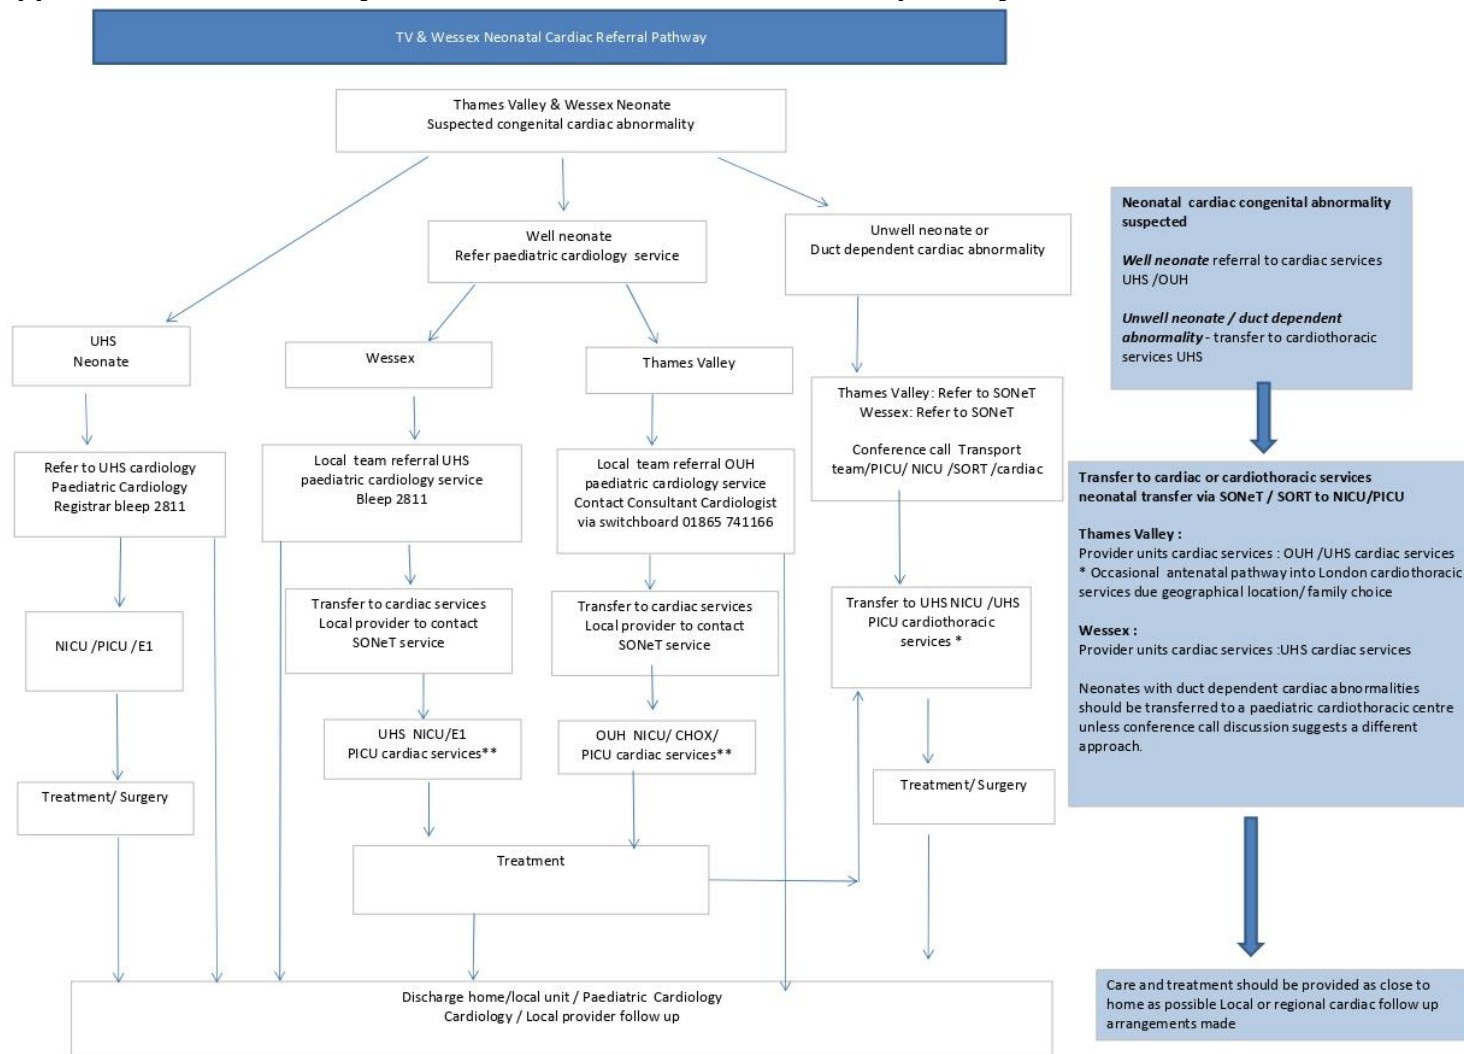 TV & Wessex Neonatal Cardiac Referral Pathway
Thames Valley & Wessex Neonate
Suspected congenital cardiac abnormality
Well neonate
Refer paediatric cardiology service
Unwell neonate or
Duct dependent cardiac abnormality
UHS
Neonate
Wessex
Thames Valley
Thames Valley: Refer to SONeT
Wessex: Refer to SONeT
Conference call Transport
team/PICU/ NICU /SORT /cardiac
Refer to UHS cardiology
Paediatric Cardiology
Registrar bleep 2811
Local team referral UHS
paediatric cardiology service
Bleep 2811
Local team referral OUH
paediatric cardiology service
Contact Consultant Cardiologist
via switchboard 01865 741166
NICU /PICU /E1
Transfer to cardiac services
Local provider to contact
SONeT service
Transfer to cardiac services
Local provider to contact
SONeT service
Transfer to UHS NICU /UHS
PICU cardiothoracic
services *
UHS NICU/E1
PICU cardiac services**
OUH NICU/ CHOX/
PICU cardiac services**
Treatment/ Surgery
Treatment/ Surgery
Treatment
Discharge home/local unit / Paediatric Cardiology
Cardiology / Local provider follow up
Neonatal cardiac congenital abnormality
suspected
Well neonate referral to cardiac services
UHS /OUH
Unwell neonate / duct dependent
abnormality - transfer to cardiothoracic
services UHS
Transfer to cardiac or cardiothoracic services
neonatal transfer via SONeT / SORT to NICU/PICU
Thames Valley :
Provider units cardiac services : OUH /UHS cardiac services
* Occasional antenatal pathway into London cardiothoracic
services due geographical location/ family choice
Wessex :
Provider units cardiac services :UHS cardiac services
Neonates with duct dependent cardiac abnormalities
should be transferred to a paediatric cardiothoracic centre
unless conference call discussion suggests a different
approach.
Care and treatment should be provided as close to
home as possible Local or regional cardiac follow up
arrangements made